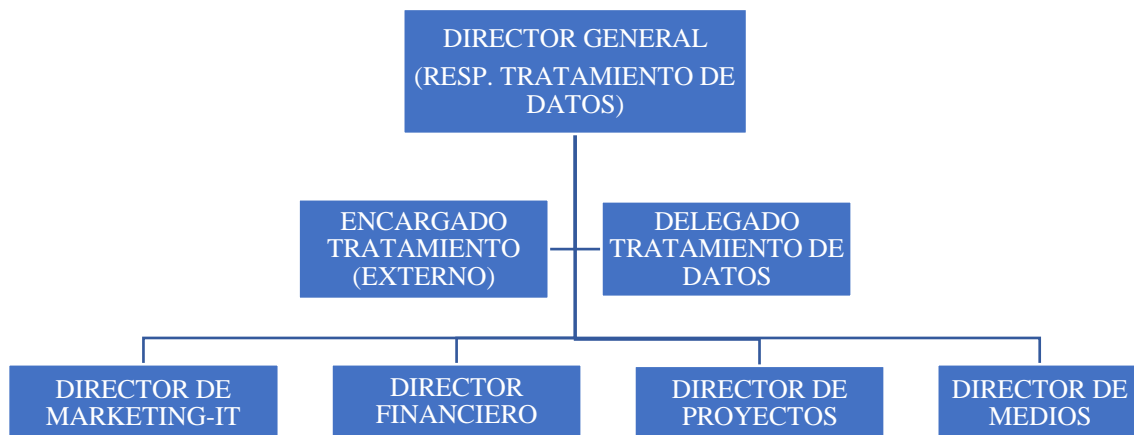 DIRECTOR GENERAL
(RESP. TRATAMIENTO DE
DATOS)
ENCARGADO
TRATAMIENTO
(EXTERNO)
DELEGADO
TRATAMIENTO DE
DATOS
DIRECTOR DE
MARKETING-IT
DIRECTOR
FINANCIERO
DIRECTOR DE
PROYECTOS
DIRECTOR DE
MEDIOS